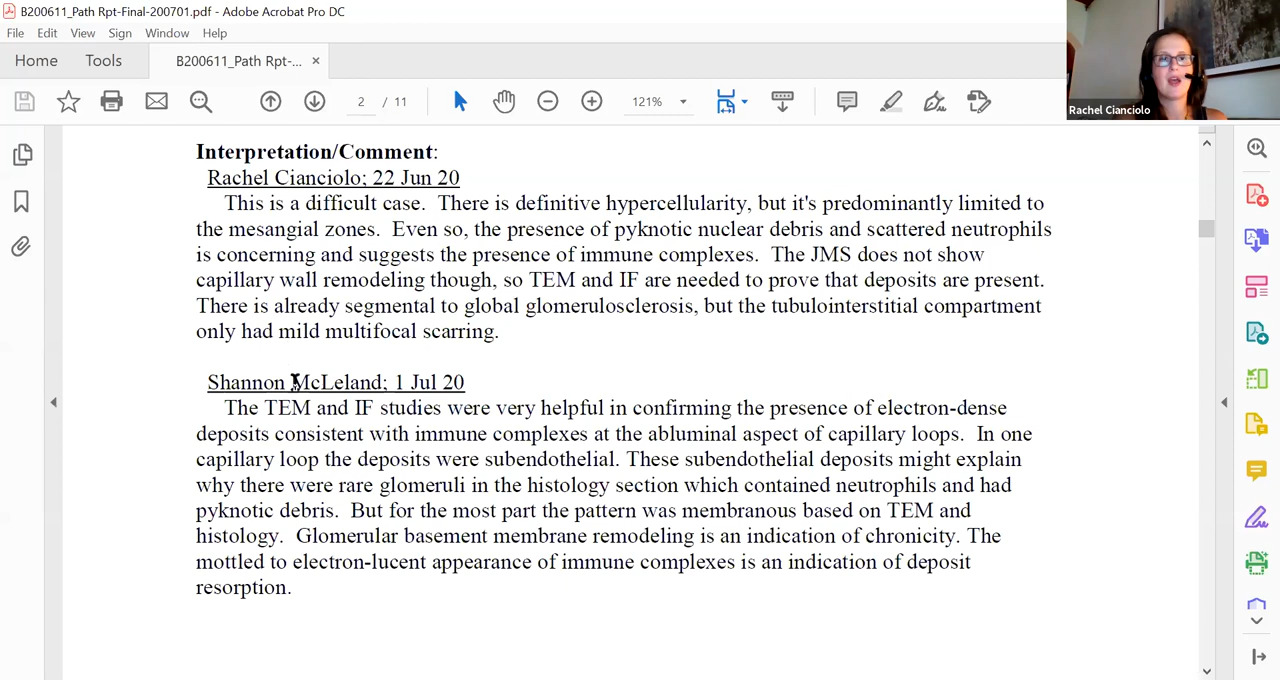 B200611_Path Rpt-Final-200701.pdf - Adobe Acrobat Pro DC
File Edit View Sign Window Help
Home Tools B200611_Path Rpt-... ×
2 / 11 121%
Rachel Cianciolo
Interpretation/Comment:
Rachel Cianciolo; 22 Jun 20
This is a difficult case. There is definitive hypercellularity, but it's predominantly limited to
the mesangial zones. Even so, the presence of pyknotic nuclear debris and scattered neutrophils
is concerning and suggests the presence of immune complexes. The JMS does not show
capillary wall remodeling though, so TEM and IF are needed to prove that deposits are present.
There is already segmental to global glomerulosclerosis, but the tubulointerstitial compartment
only had mild multifocal scarring.
Shannon McLeland; 1 Jul 20
The TEM and IF studies were very helpful in confirming the presence of electron-dense
deposits consistent with immune complexes at the abluminal aspect of capillary loops. In one
capillary loop the deposits were subendothelial. These subendothelial deposits might explain
why there were rare glomeruli in the histology section which contained neutrophils and had
pyknotic debris. But for the most part the pattern was membranous based on TEM and
histology. Glomerular basement membrane remodeling is an indication of chronicity. The
mottled to electron-lucent appearance of immune complexes is an indication of deposit
resorption.